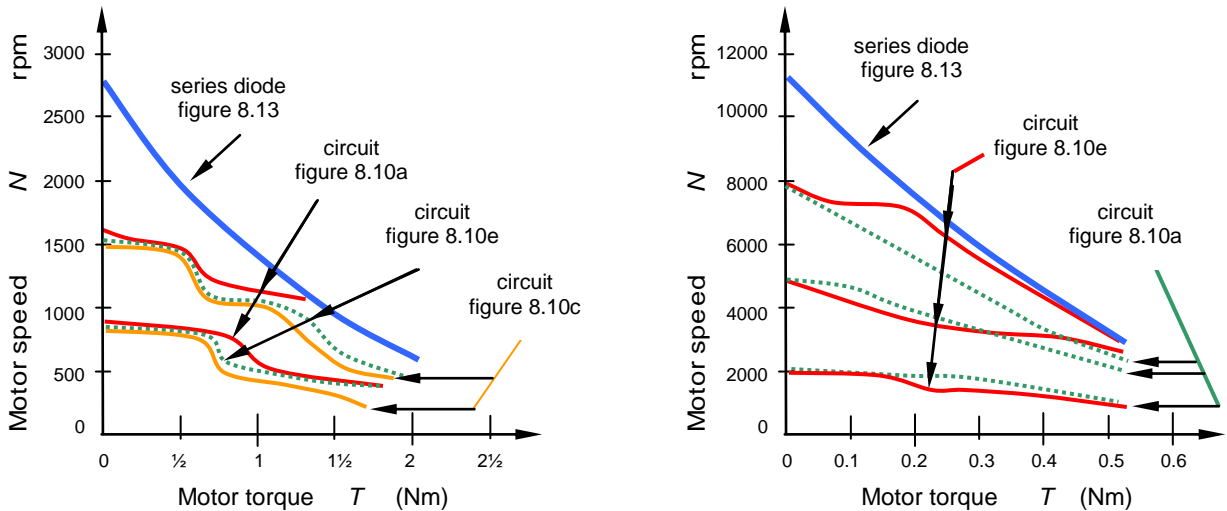 3000
2500
2000
1500
1000
500
0
Motor speed N rpm
series diode
figure 8.13
circuit
figure 8.10a
circuit
figure 8.10e
circuit
figure 8.10c
0 ½ 1 1½ 2 2½
Motor torque T (Nm)
12000
10000
8000
6000
4000
2000
0
Motor speed N rpm
series diode
figure 8.13
circuit
figure 8.10e
circuit
figure 8.10a
0 0.1 0.2 0.3 0.4 0.5 0.6
Motor torque T (Nm)